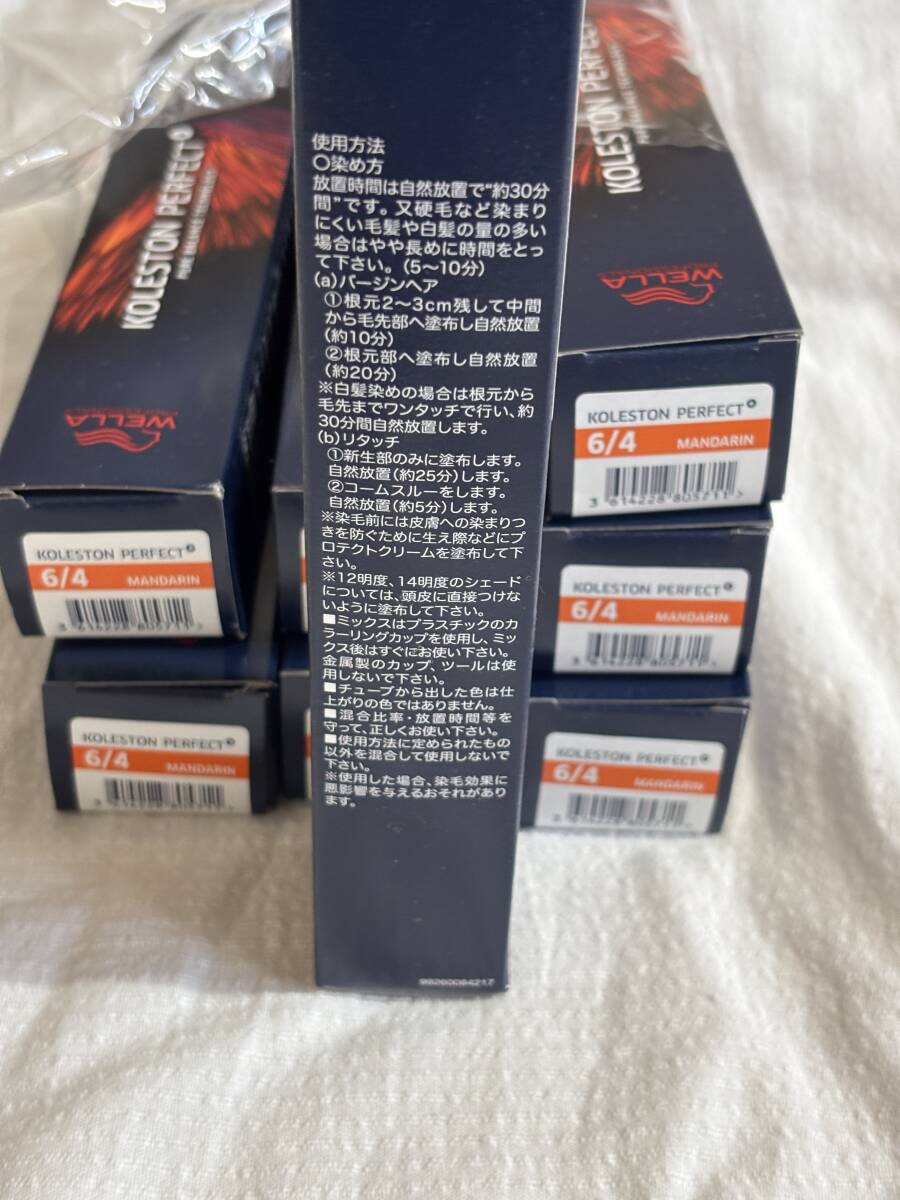 使用方法
〇染め方
放置時間は自然放置で“約30分
間”です。又硬毛など染まり
にくい毛髪や白髪の量の多い
場合はやや長めに時間をとっ
て下さい。(5〜10分)
(a)バージンヘア
①根元2〜3cm残して中間
から毛先部へ塗布し自然放置
(約10分)
②根元部へ塗布し自然放置
(約20分)
※白髪染めの場合は根元から
毛先までワンタッチで行い、約
30分間自然放置します。
(b)リタッチ
①新生部のみに塗布します。
自然放置(約25分)します。
②コームスルーをします。
自然放置(約5分)します。
※染毛前には皮膚への染まりつ
きを防ぐために生え際などにプ
ロテクトクリームを塗布して下
さい。
※12明度、14明度のシェード
については、頭皮に直接つけな
いように塗布して下さい。
■ミックスはプラスチックのカ
ラーリングカップを使用し、ミッ
クス後はすぐにお使い下さい。
金属製のカップ、ツールは使
用しないで下さい。
■チューブから出した色は仕
上がりの色ではありません。
■混合比率・放置時間等を
守って、正しくお使い下さい。
■使用方法に定められたもの
以外を混合して使用しないで
下さい。
※使用した場合、染毛効果に
悪影響を与えるおそれがあり
ます。
KOLESTON PERFECT
WELLA
KOLESTON PERFECT
6/4 MANDARIN
KOLESTON PERFECT
6/4 MANDARIN
KOLESTON PERFECT
WELLA
KOLESTON PERFECT
6/4 MANDARIN
3 614228 805711
KOLESTON PERFECT
6/4 MANDARIN
KOLESTON PERFECT
6/4 MANDARIN